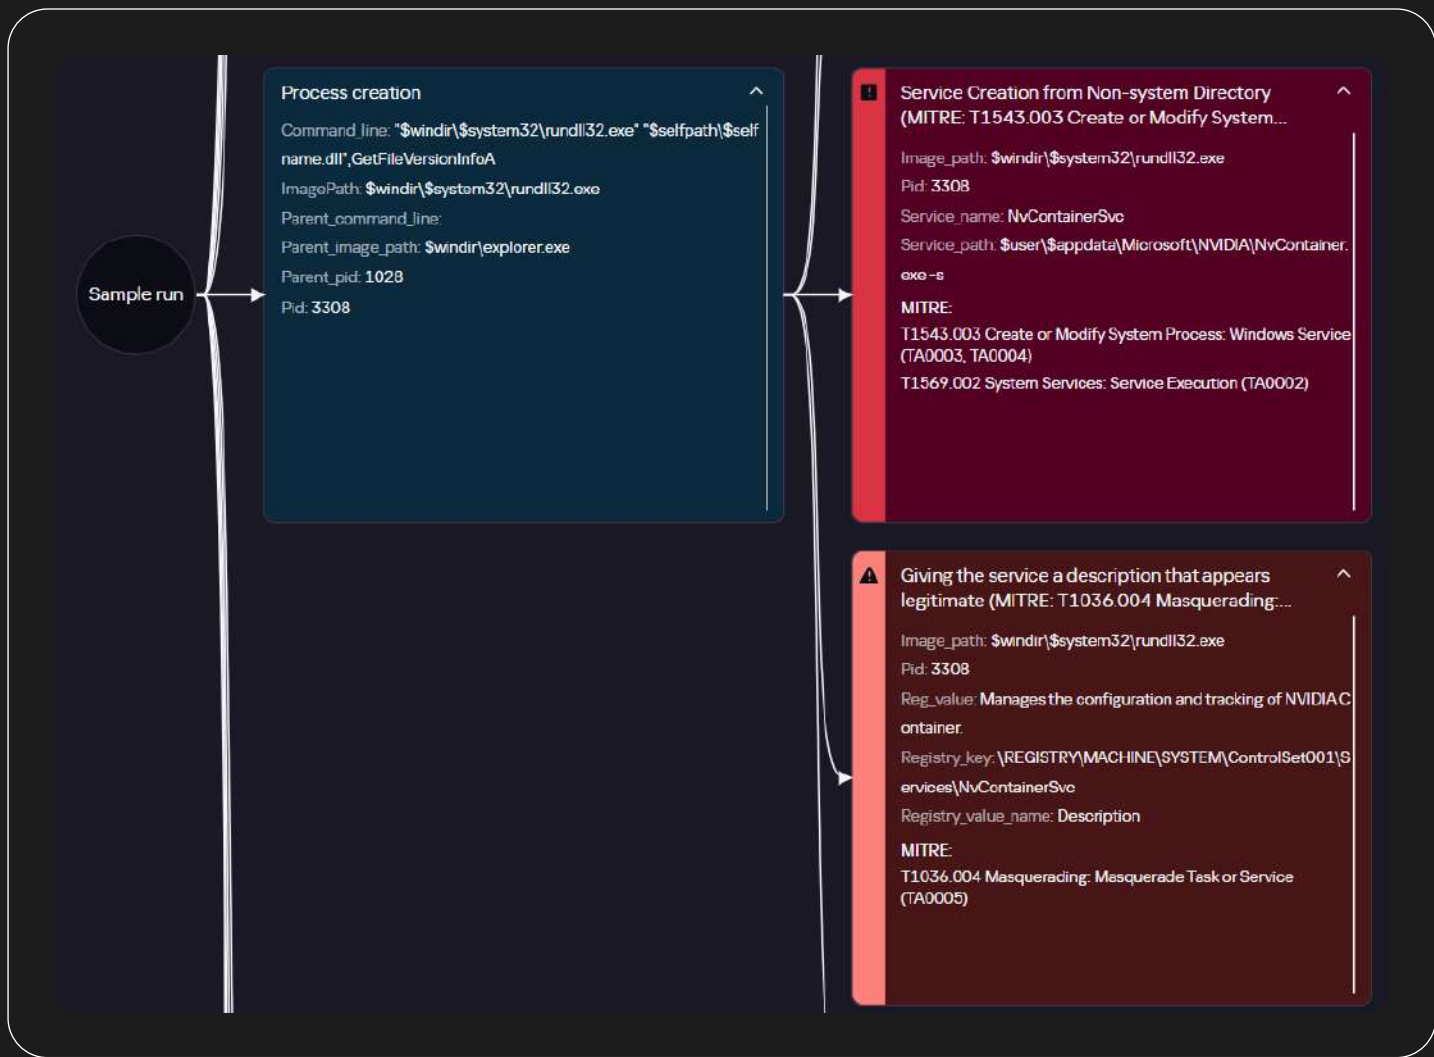 Sample run
Process creation
Command_line: "$windir\$system32\rundll32.exe" "$selfpath\$self
name.dll",GetFileVersionInfoA
ImagePath: $windir\$system32\rundll32.exe
Parent_command_line:
Parent_image_path: $windir\explorer.exe
Parent_pid: 1028
Pid: 3308
Service Creation from Non-system Directory
(MITRE: T1543.003 Create or Modify System...
Image_path: $windir\$system32\rundll32.exe
Pid: 3308
Service_name: NvContainerSvc
Service_path: $user\$appdata\Microsoft\NVIDIA\NvContainer.
exe -s
MITRE:
T1543.003 Create or Modify System Process: Windows Service
(TA0003, TA0004)
T1569.002 System Services: Service Execution (TA0002)
Giving the service a description that appears
legitimate (MITRE: T1036.004 Masquerading:...
Image_path: $windir\$system32\rundll32.exe
Pid: 3308
Reg_value: Manages the configuration and tracking of NVIDIA C
ontainer.
Registry_key: \REGISTRY\MACHINE\SYSTEM\ControlSet001\S
ervices\NvContainerSvc
Registry_value_name: Description
MITRE:
T1036.004 Masquerading: Masquerade Task or Service
(TA0005)